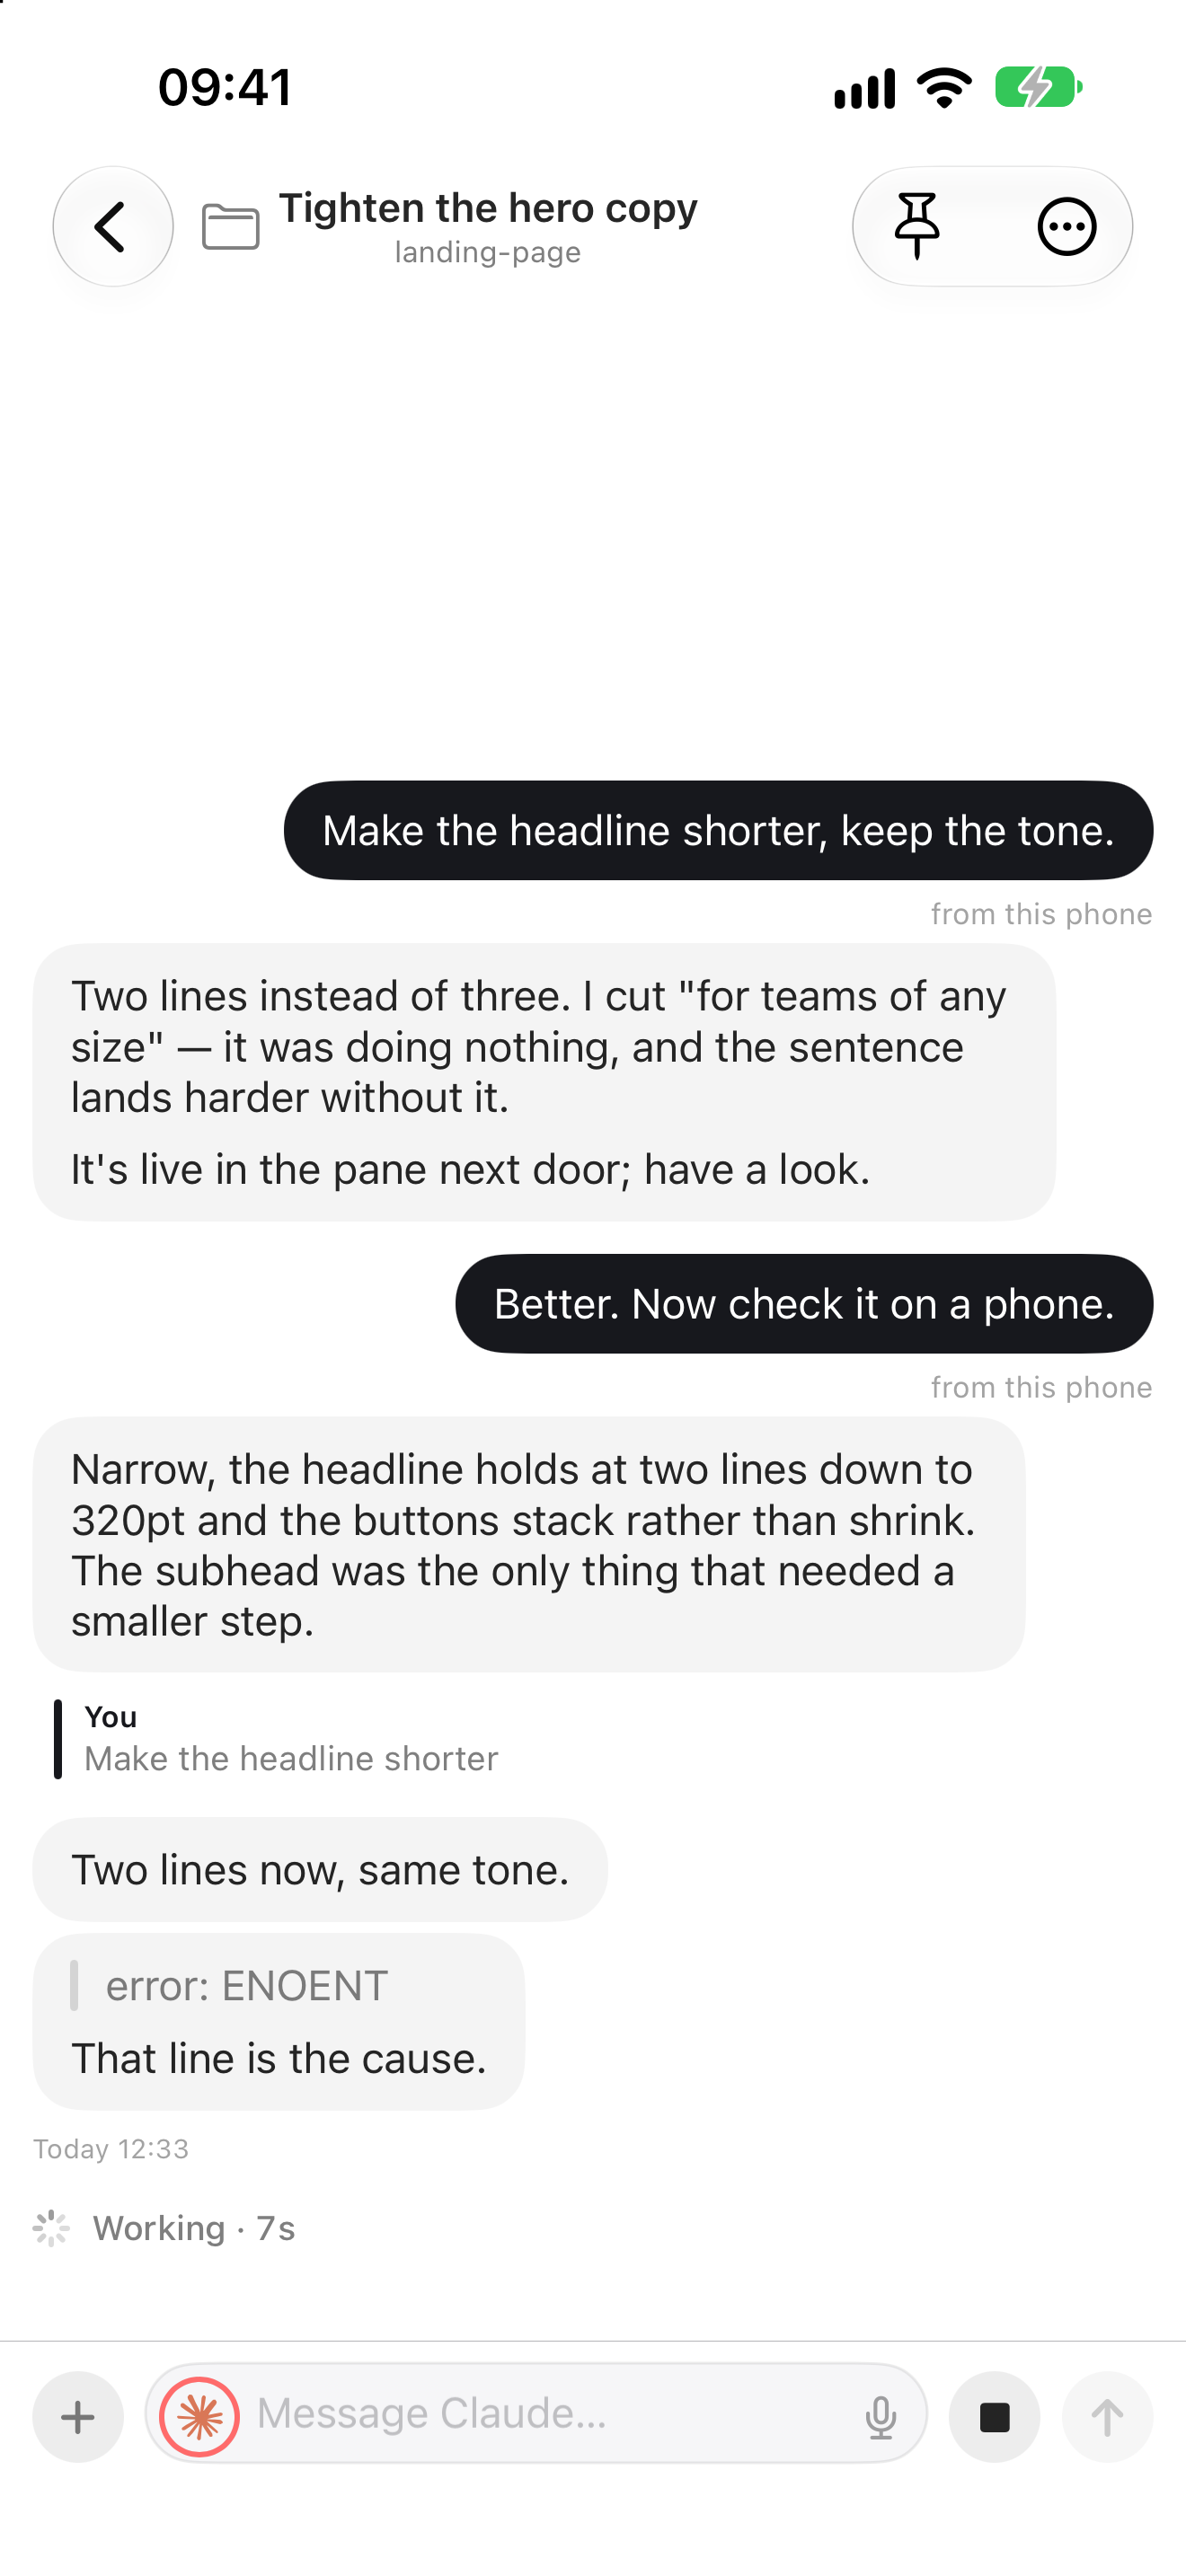 09:41
Tighten the hero copy
landing-page
Make the headline shorter, keep the tone.
from this phone
Two lines instead of three. I cut "for teams of any
size" — it was doing nothing, and the sentence
lands harder without it.
It's live in the pane next door; have a look.
Better. Now check it on a phone.
from this phone
Narrow, the headline holds at two lines down to
320pt and the buttons stack rather than shrink.
The subhead was the only thing that needed a
smaller step.
You
Make the headline shorter
Two lines now, same tone.
error: ENOENT
That line is the cause.
Today 12:33
Working · 7s
Message Claude...